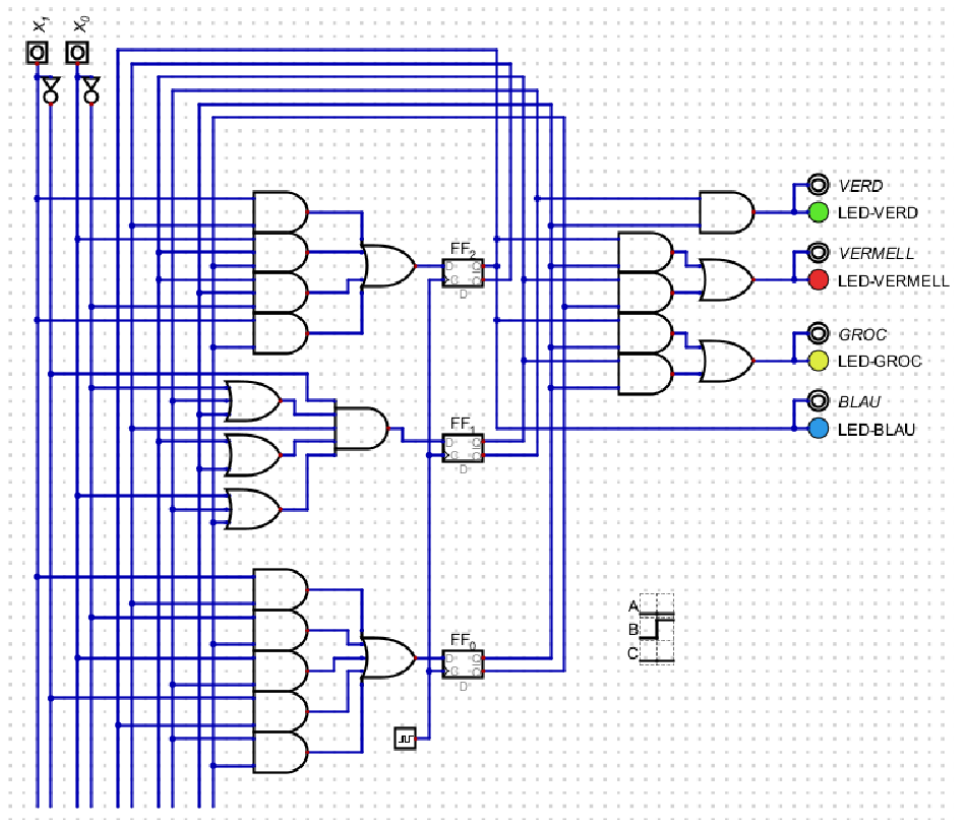 X₁ X₀
VERD
LED-VERD
FF₂
VERMELL
LED-VERMELL
D
GROC
LED-GROC
BLAU
FF₁
LED-BLAU
D
A
B
FF₀
C
D